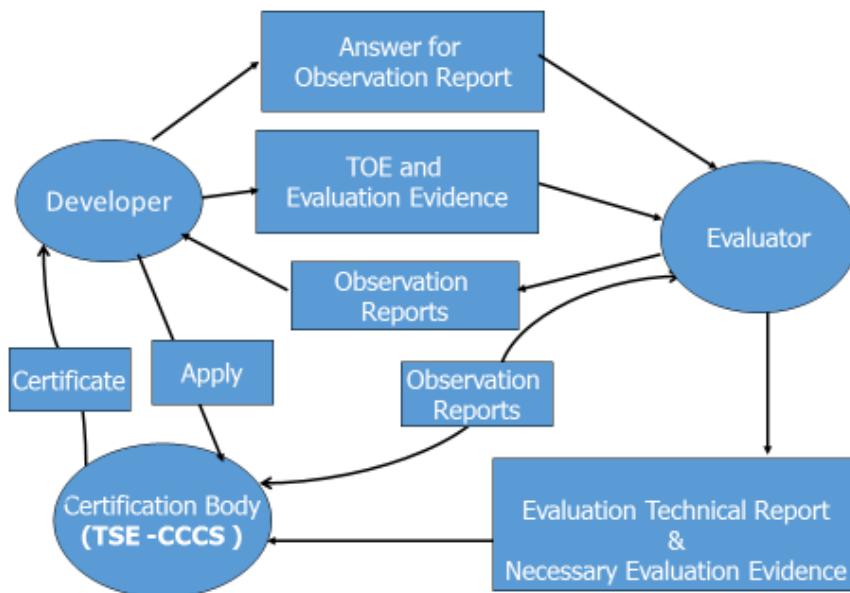 Answer for
Observation Report
TOE and
Evaluation Evidence
Developer
Evaluator
Observation
Reports
Certificate
Apply
Observation
Reports
Certification Body
(TSE -CCCS )
Evaluation Technical Report
&
Necessary Evaluation Evidence